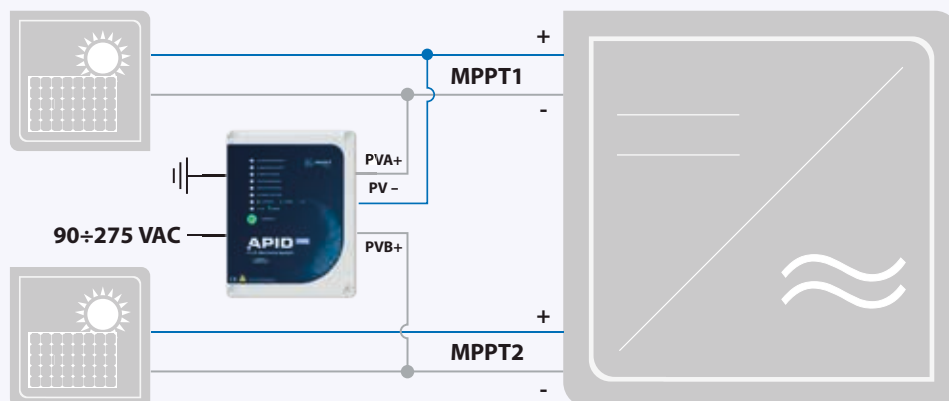 +
MPPT1
-
PVA+
PV –
90÷275 VAC
APID
PVB+
+
MPPT2
-